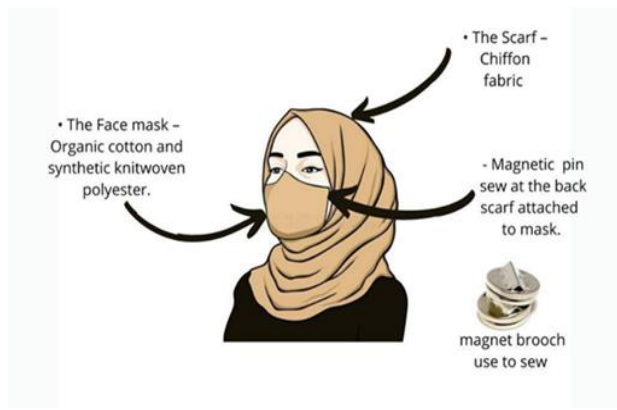 • The Scarf –
Chiffon
fabric
• The Face mask –
Organic cotton and
synthetic knitwoven
polyester.
- Magnetic pin
sew at the back
scarf attached
to mask.
magnet brooch
use to sew